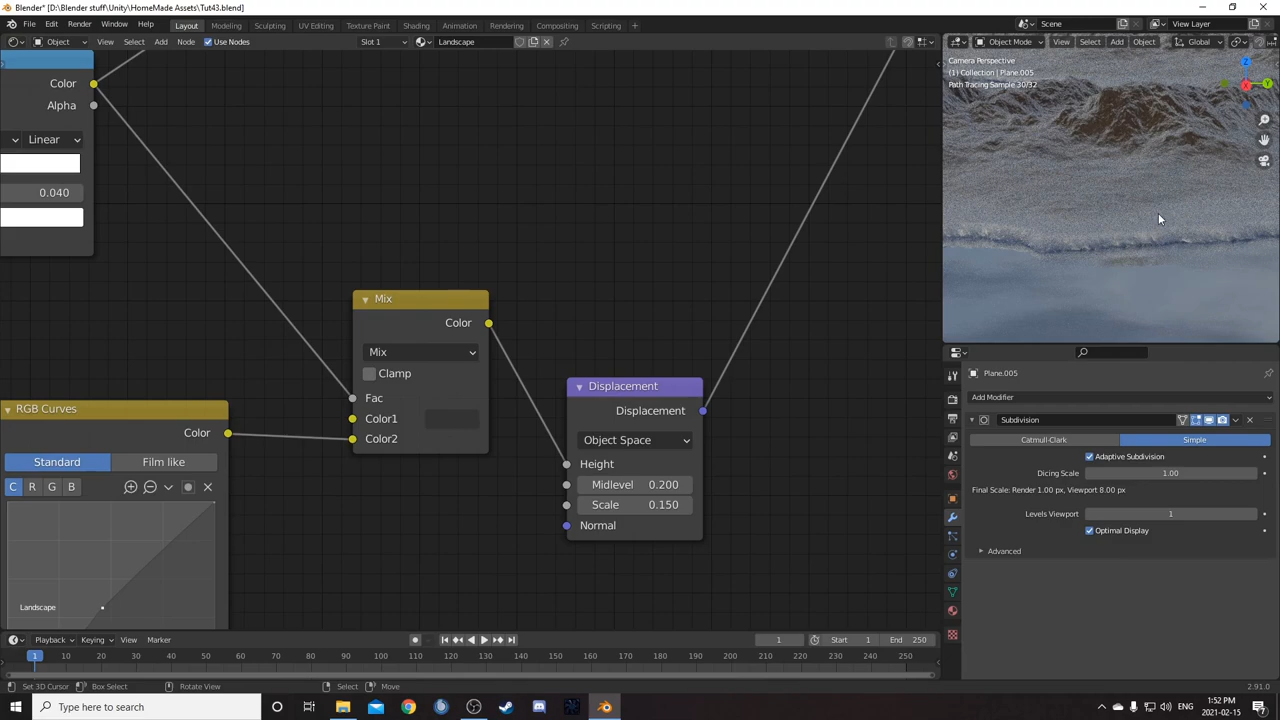 Blender* [D:\Blender stuff\Unity\HomeMade Assets\Tut43.blend]
File Edit Render Window Help Layout Modeling Sculpting UV Editing Texture Paint Shading Animation Rendering Compositing Scripting Scene View Layer
Object View Select Add Node Use Nodes Slot 1 Landscape Object Mode View Select Add Object Global
Camera Perspective
(1) Collection | Plane.005
Path Tracing Sample 30/32
Z
X
Y
Color
Alpha
Linear
0.040
Mix
Color
Mix
Clamp
Fac
Color1
Color2
RGB Curves
Color
Standard Film like
C R G B
Landscape
Displacement
Displacement
Object Space
Height
Midlevel 0.200
Scale 0.150
Normal
Plane.005
Add Modifier
Subdivision
Catmull-Clark Simple
Adaptive Subdivision
Dicing Scale 1.00
Final Scale: Render 1.00 px, Viewport 8.00 px
Levels Viewport 1
Optimal Display
Advanced
Playback Keying View Marker 1 Start 1 End 250
1 10 20 30 40 50 60 70 80 90 100 110 120 130 140 150 160 170 180 190 200 210 220 230 240 250
Set 3D Cursor Box Select Rotate View Select Move 2.91.0
Type here to search
ENG
1:52 PM
2021-02-15